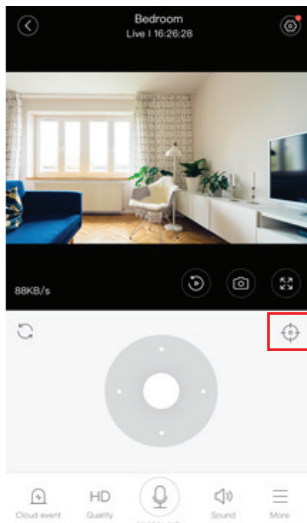 Bedroom
Live | 16:26:28
88KB/s
HD
Cloud event
Quality
Sound
More